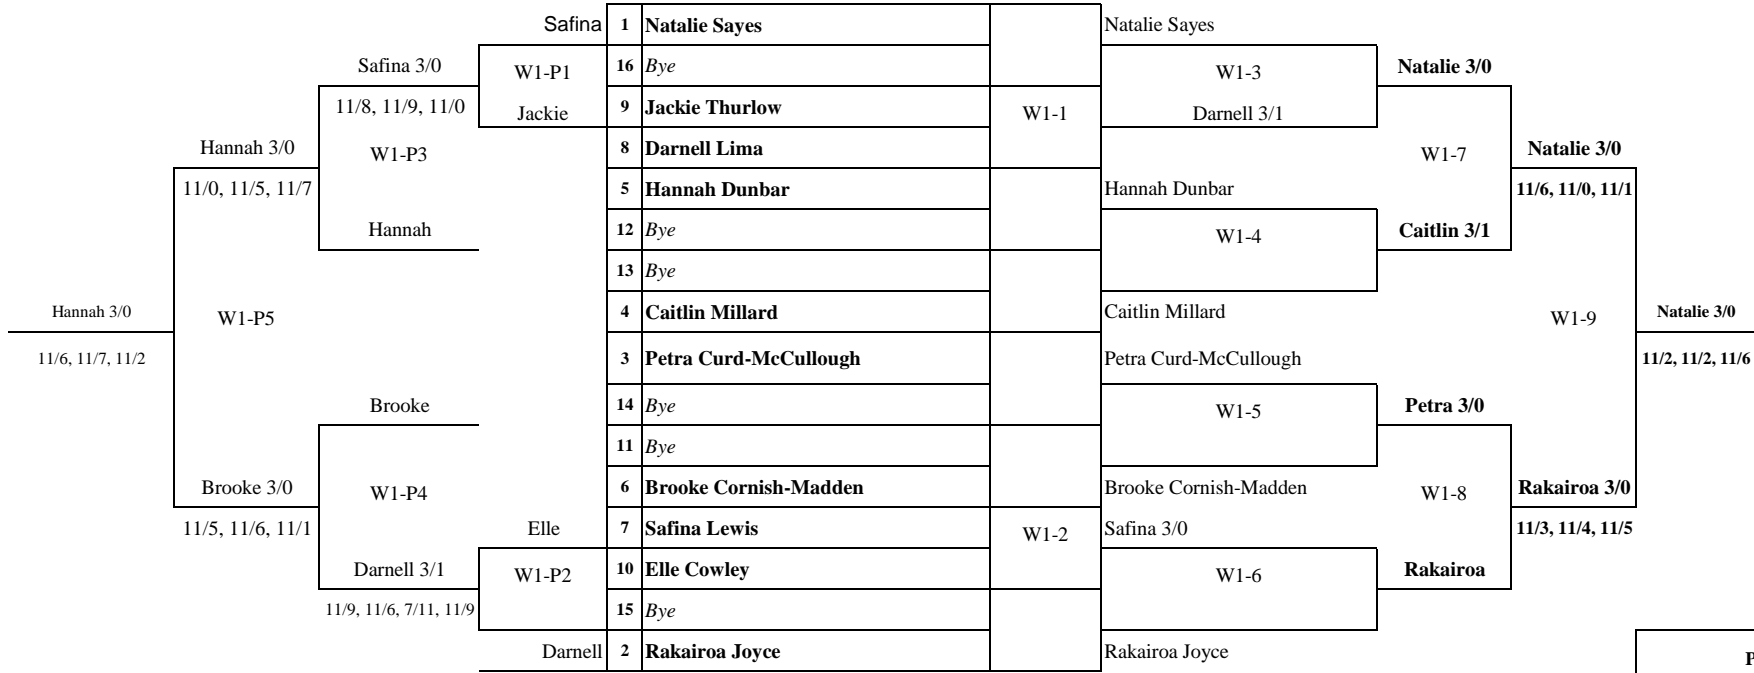 Safina 1 Natalie Sayes Natalie Sayes
Safina 3/0 W1-P1 16 Bye W1-3 Natalie 3/0
11/8, 11/9, 11/0 Jackie 9 Jackie Thurlow W1-1 Darnell 3/1
Hannah 3/0 W1-P3 8 Darnell Lima W1-7 Natalie 3/0
11/0, 11/5, 11/7 5 Hannah Dunbar Hannah Dunbar 11/6, 11/0, 11/1
Hannah 12 Bye W1-4 Caitlin 3/1
13 Bye
Hannah 3/0 W1-P5 4 Caitlin Millard Caitlin Millard W1-9 Natalie 3/0
11/6, 11/7, 11/2 3 Petra Curd-McCullough Petra Curd-McCullough 11/2, 11/2, 11/6
Brooke 14 Bye W1-5 Petra 3/0
11 Bye
Brooke 3/0 W1-P4 6 Brooke Cornish-Madden Brooke Cornish-Madden W1-8 Rakairoa 3/0
11/5, 11/6, 11/1 Elle 7 Safina Lewis W1-2 Safina 3/0 11/3, 11/4, 11/5
Darnell 3/1 W1-P2 10 Elle Cowley W1-6 Rakairoa
11/9, 11/6, 7/11, 11/9 15 Bye
Darnell 2 Rakairoa Joyce Rakairoa Joyce P